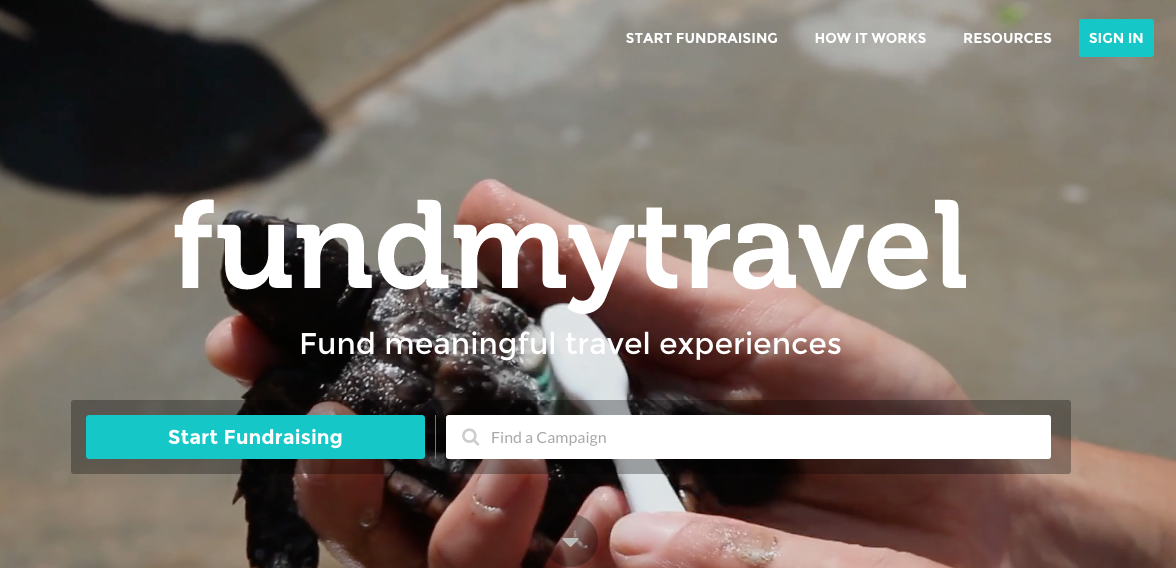 START FUNDRAISING HOW IT WORKS RESOURCES SIGN IN
fundmytravel
Fund meaningful travel experiences
Start Fundraising Find a Campaign